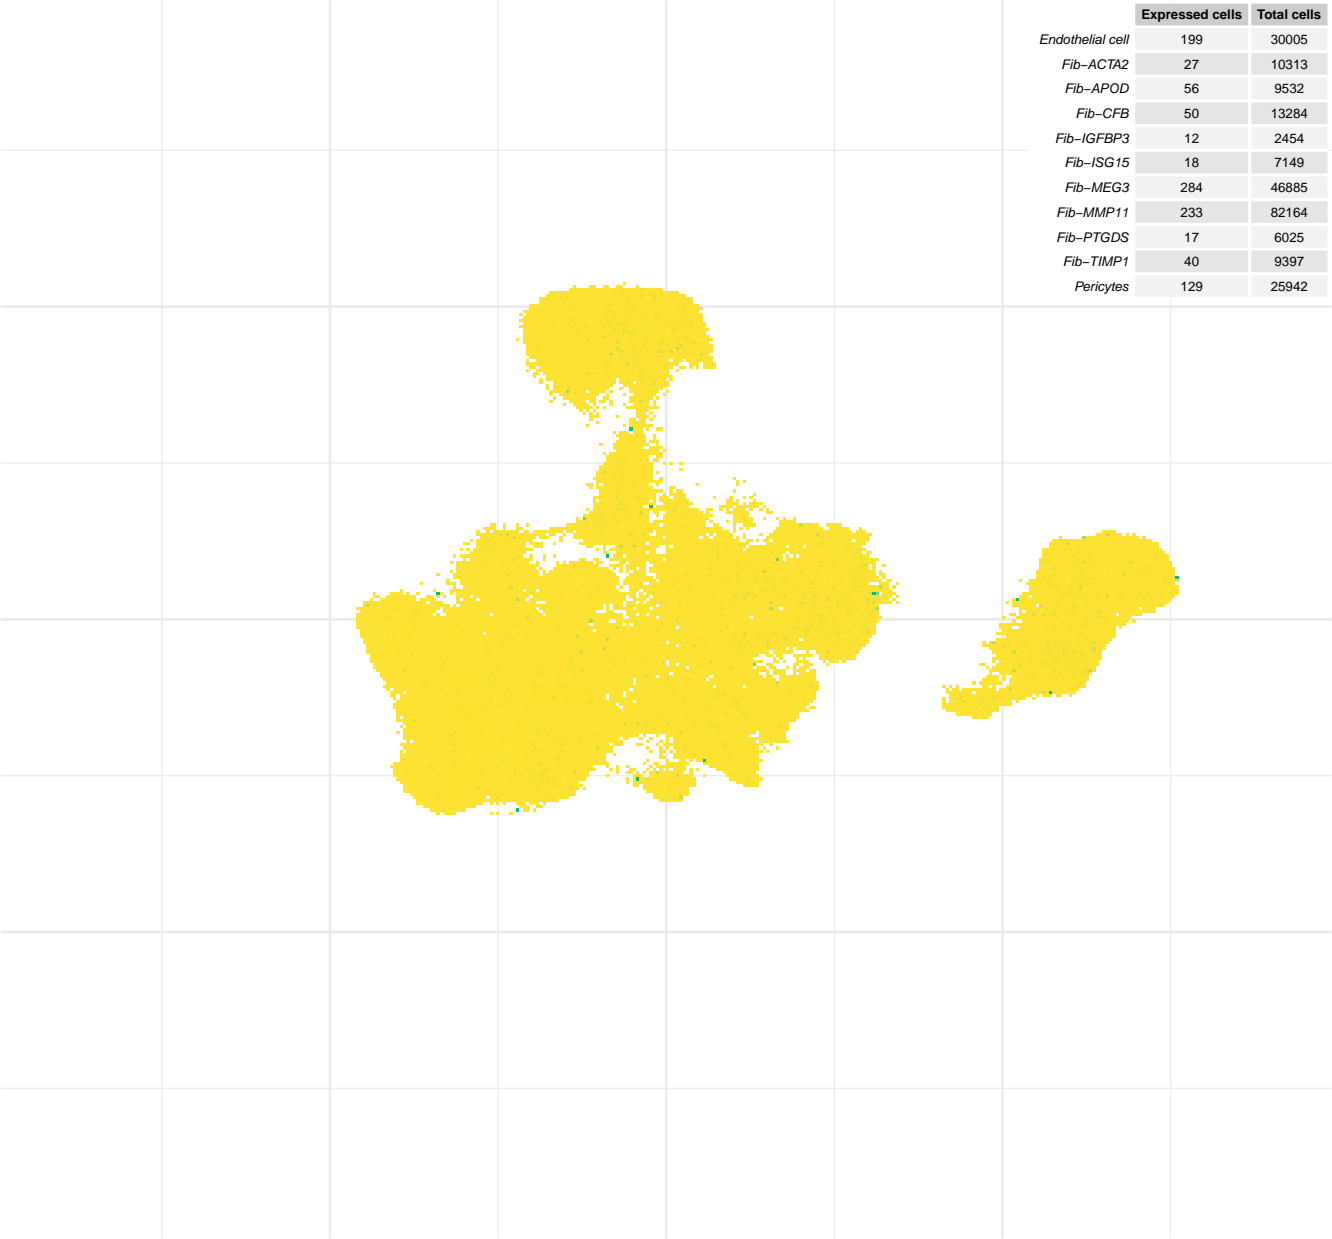 Expressed cells Total cells
Endothelial cell 199 30005
Fib−ACTA2 27 10313
Fib−APOD 56 9532
Fib−CFB 50 13284
Fib−IGFBP3 12 2454
Fib−ISG15 18 7149
Fib−MEG3 284 46885
Fib−MMP11 233 82164
Fib−PTGDS 17 6025
Fib−TIMP1 40 9397
Pericytes 129 25942